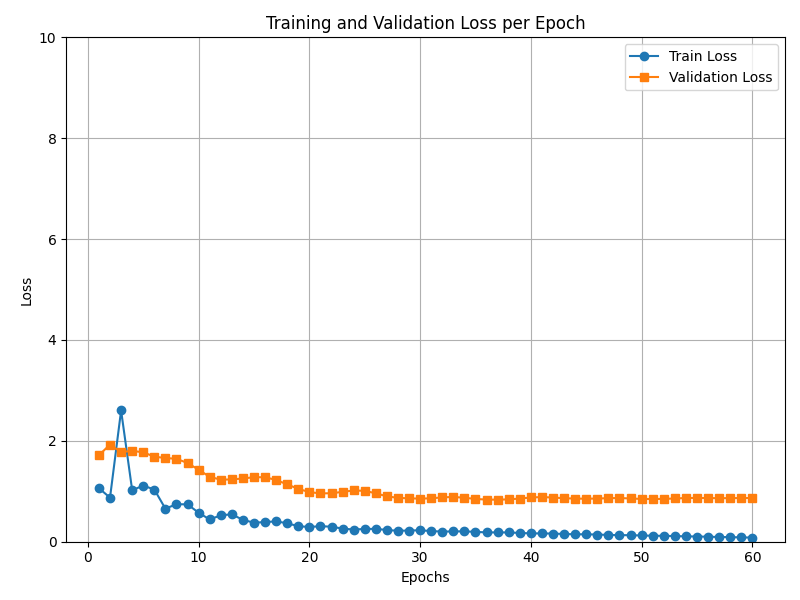 Training and Validation Loss per Epoch
Train Loss
Validation Loss
10
8
6
4
2
0
Loss
0 10 20 30 40 50 60
Epochs